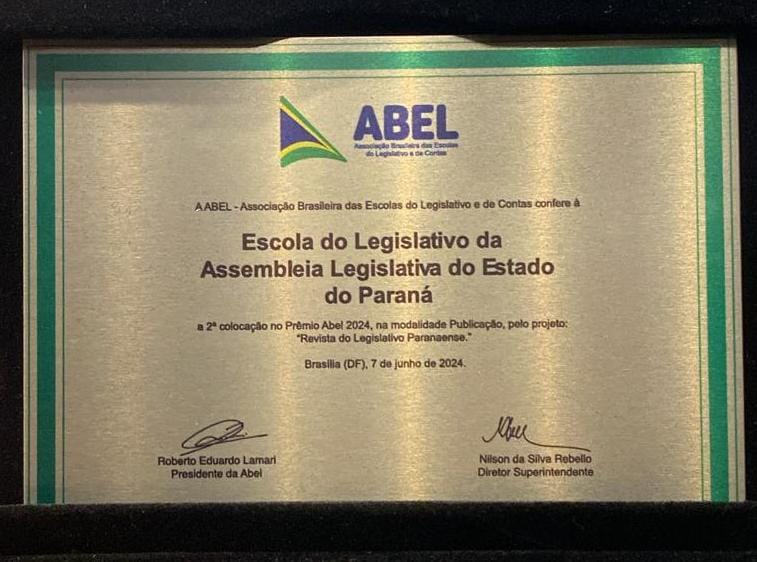 ABEL
Associação Brasileira das Escolas
do Legislativo e de Contas
A ABEL - Associação Brasileira das Escolas do Legislativo e de Contas confere à
Escola do Legislativo da
Assembleia Legislativa do Estado
do Paraná
a 2ª colocação no Prêmio Abel 2024, na modalidade Publicação, pelo projeto:
"Revista do Legislativo Paranaense."
Brasília (DF), 7 de junho de 2024.
Roberto Eduardo Lamari
Presidente da Abel
Nilson da Silva Rebello
Diretor Superintendente